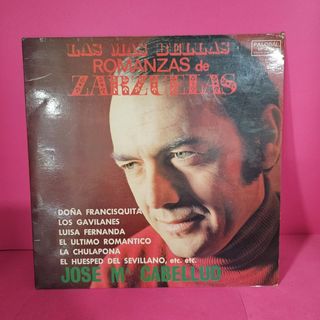 LAS MAS BELLAS
ROMANZAS de
ZARZUELAS
PALOBAL
DOÑA FRANCISQUITA
LOS GAVILANES
LUISA FERNANDA
EL ULTIMO ROMANTICO
LA CHULAPONA
EL HUESPED DEL SEVILLANO, etc. etc.
JOSE Mª CABELLUD